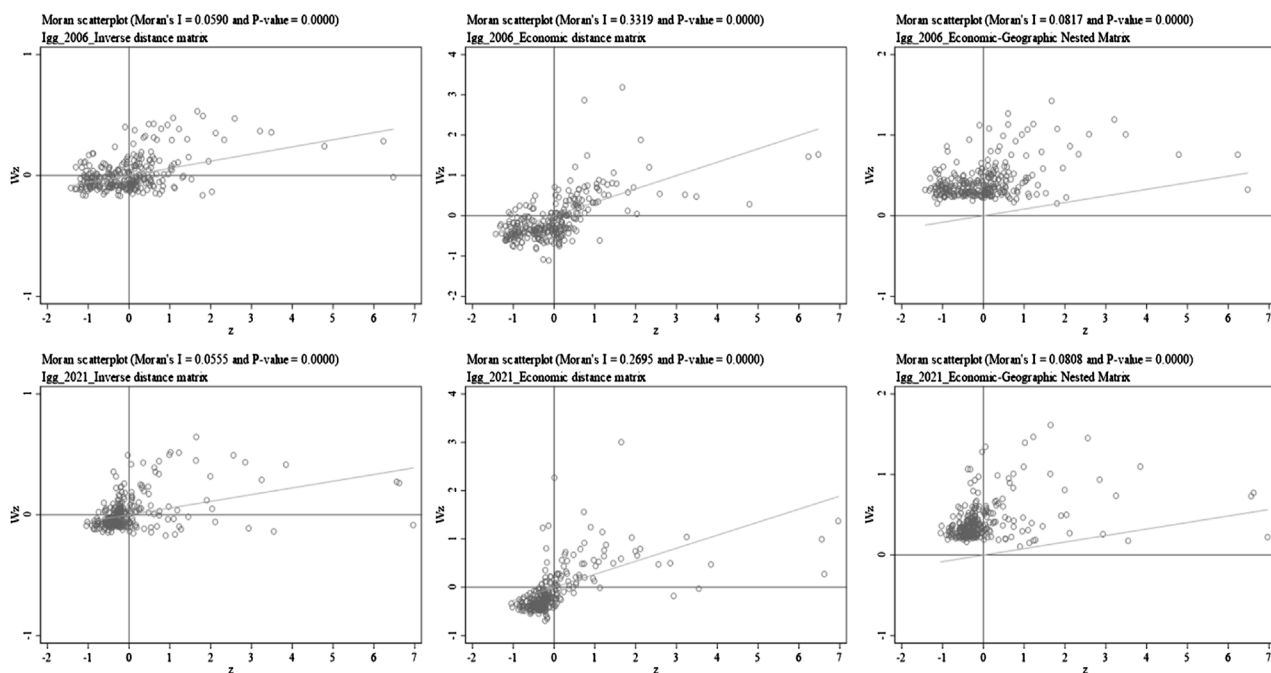 Moran scatterplot (Moran's I = 0.0590 and P-value = 0.0000)
Igg_2006_Inverse distance matrix
1
0
-1
Wz
-2 -1 0 1 2 3 4 5 6 7
z
Moran scatterplot (Moran's I = 0.3319 and P-value = 0.0000)
Igg_2006_Economic distance matrix
4
3
2
1
0
-1
-2
Wz
-2 -1 0 1 2 3 4 5 6 7
z
Moran scatterplot (Moran's I = 0.0817 and P-value = 0.0000)
Igg_2006_Economic-Geographic Nested Matrix
2
1
0
-1
Wz
-2 -1 0 1 2 3 4 5 6 7
z
Moran scatterplot (Moran's I = 0.0555 and P-value = 0.0000)
Igg_2021_Inverse distance matrix
1
0
-1
Wz
-2 -1 0 1 2 3 4 5 6 7
z
Moran scatterplot (Moran's I = 0.2695 and P-value = 0.0000)
Igg_2021_Economic distance matrix
4
3
2
1
0
-1
Wz
-2 -1 0 1 2 3 4 5 6 7
z
Moran scatterplot (Moran's I = 0.0808 and P-value = 0.0000)
Igg_2021_Economic-Geographic Nested Matrix
2
1
0
-1
Wz
-2 -1 0 1 2 3 4 5 6 7
z